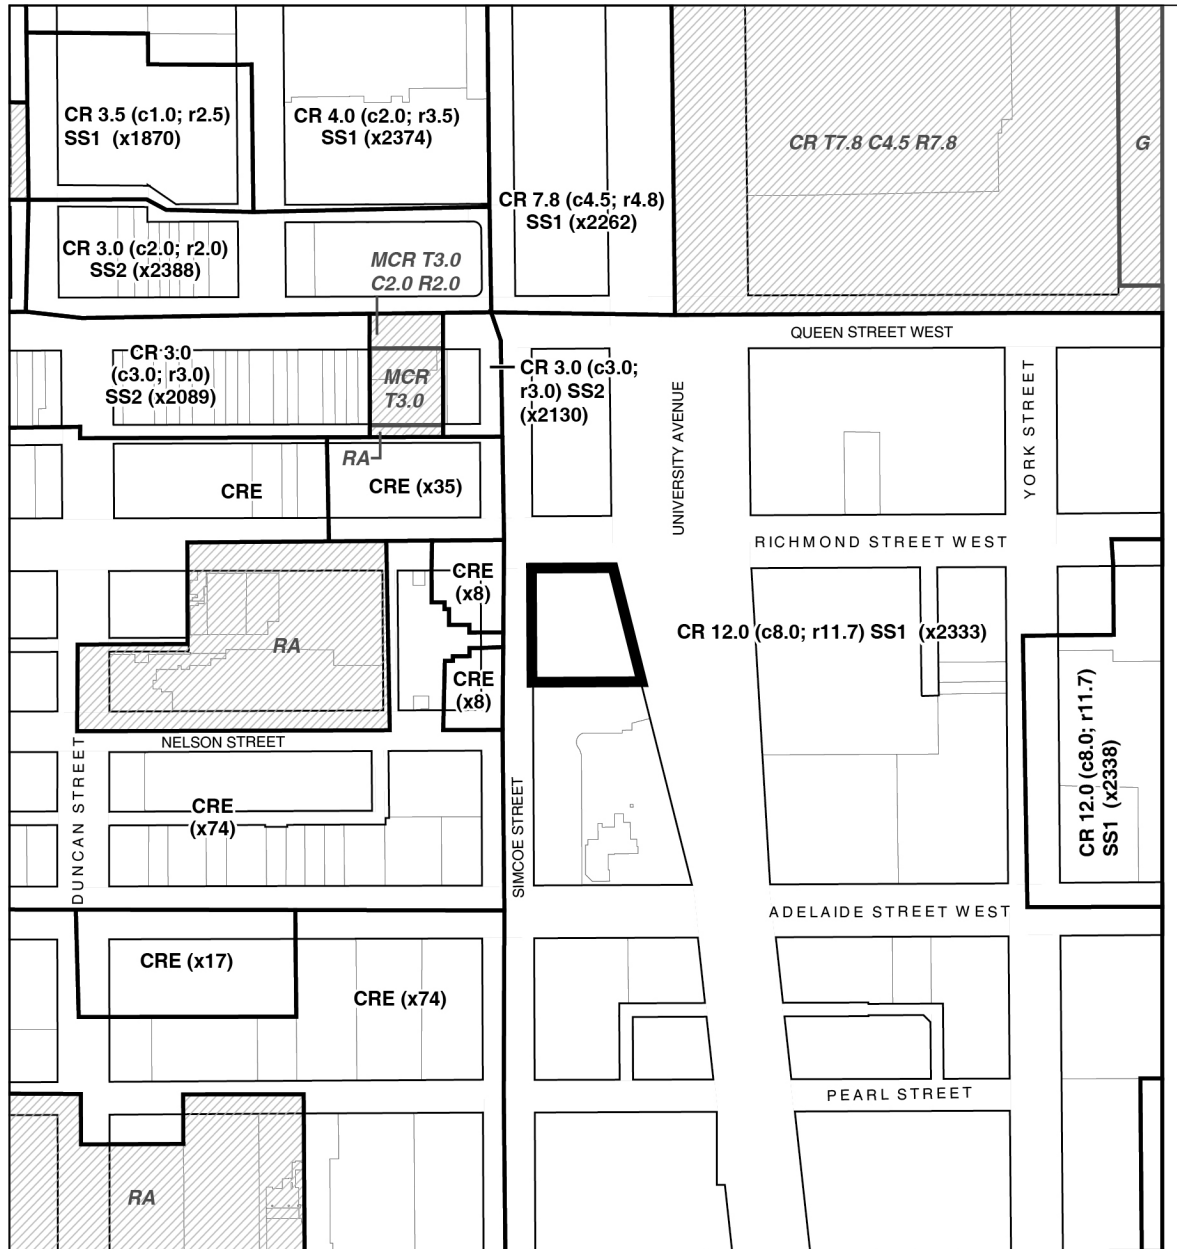 CR 3.5 (c1.0; r2.5)
SS1 (x1870)
CR 4.0 (c2.0; r3.5)
SS1 (x2374)
CR T7.8 C4.5 R7.8
G
CR 7.8 (c4.5; r4.8)
SS1 (x2262)
CR 3.0 (c2.0; r2.0)
SS2 (x2388)
MCR T3.0
C2.0 R2.0
QUEEN STREET WEST
CR 3.0
(c3.0; r3.0)
SS2 (x2089)
MCR
T3.0
CR 3.0 (c3.0;
r3.0) SS2
(x2130)
UNIVERSITY AVENUE
YORK STREET
RA
CRE
CRE (x35)
RICHMOND STREET WEST
CRE
(x8)
RA
CR 12.0 (c8.0; r11.7) SS1 (x2333)
CRE
(x8)
NELSON STREET
DUNCAN STREET
CRE
(x74)
SIMCOE STREET
CR 12.0 (c8.0; r11.7)
SS1 (x2338)
ADELAIDE STREET WEST
CRE (x17)
CRE (x74)
PEARL STREET
RA